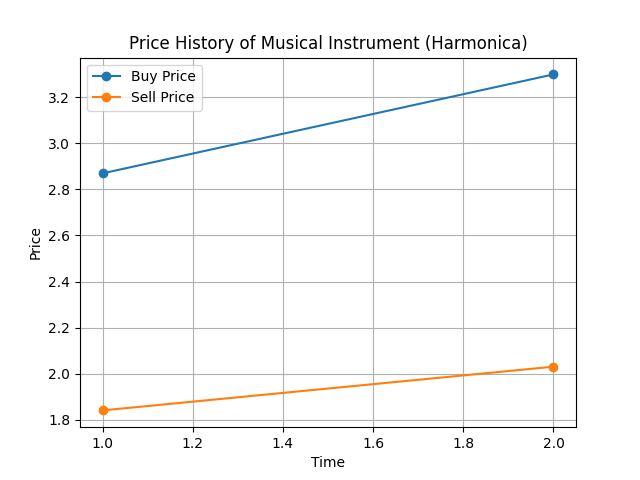 Price History of Musical Instrument (Harmonica)
Buy Price
Sell Price
3.2
3.0
2.8
2.6
2.4
2.2
2.0
1.8
Price
1.0 1.2 1.4 1.6 1.8 2.0
Time